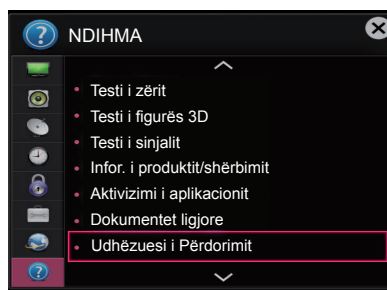 NDIHMA
Testi i zërit
Testi i figurës 3D
Testi i sinjalit
Infor. i produktit/shërbimit
Aktivizimi i aplikacionit
Dokumentet ligjore
Udhëzuesi i Përdorimit